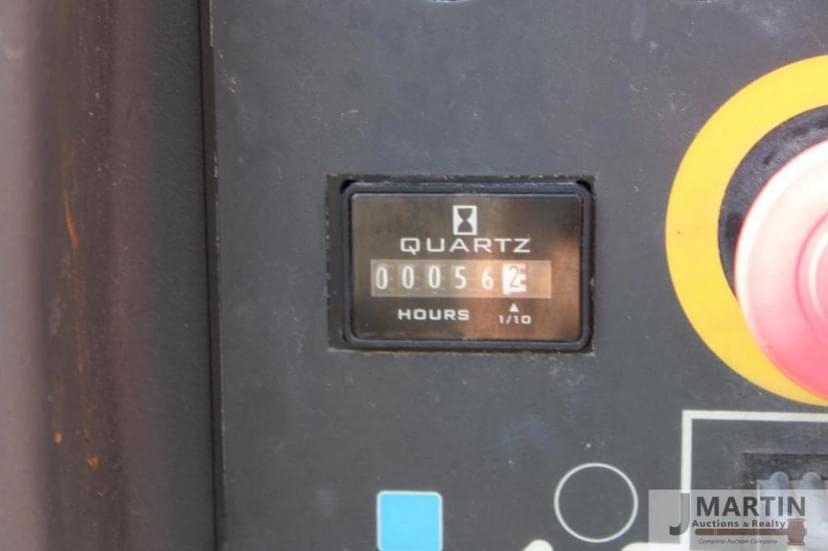 QUARTZ
000562
HOURS 1/10
J MARTIN
Auctions & Realty
Complete Auction Company